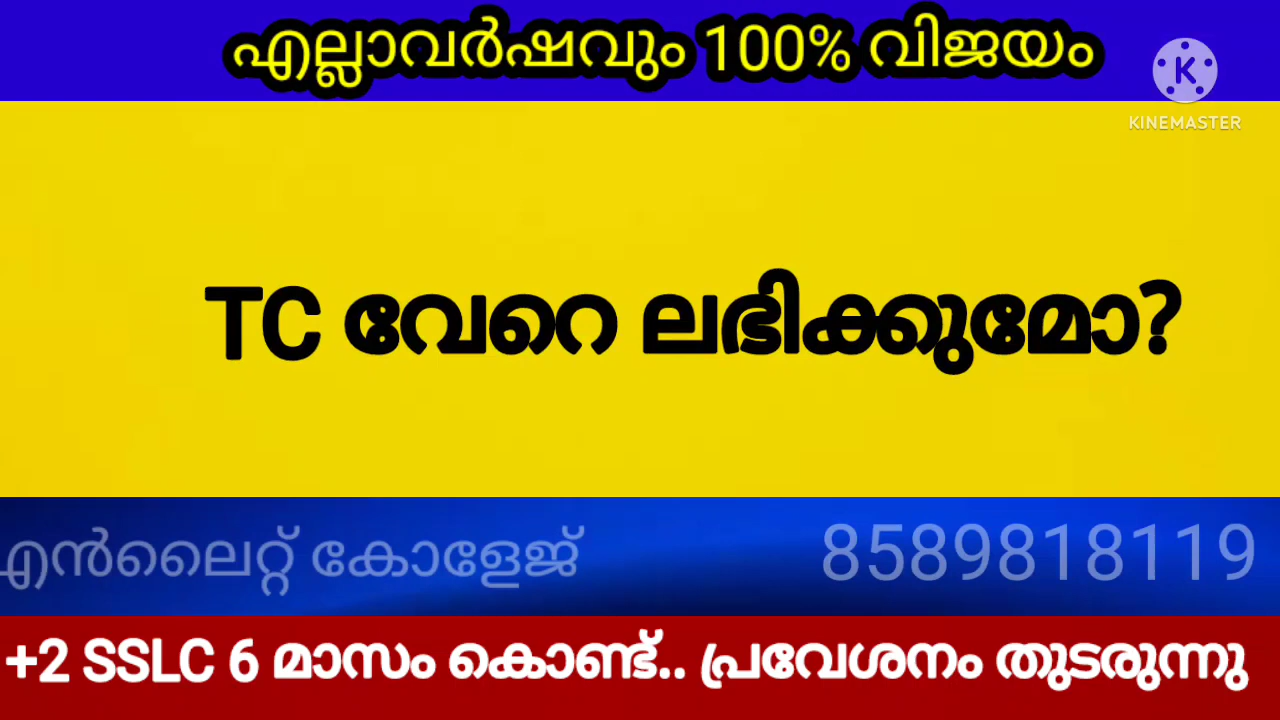 എല്ലാവർഷവും 100% വിജയം
KINEMASTER
TC വേറെ ലഭിക്കുമോ?
എൻലൈറ്റ് കോളേജ് 8589818119
+2 SSLC 6 മാസം കൊണ്ട്.. പ്രവേശനം തുടരുന്നു